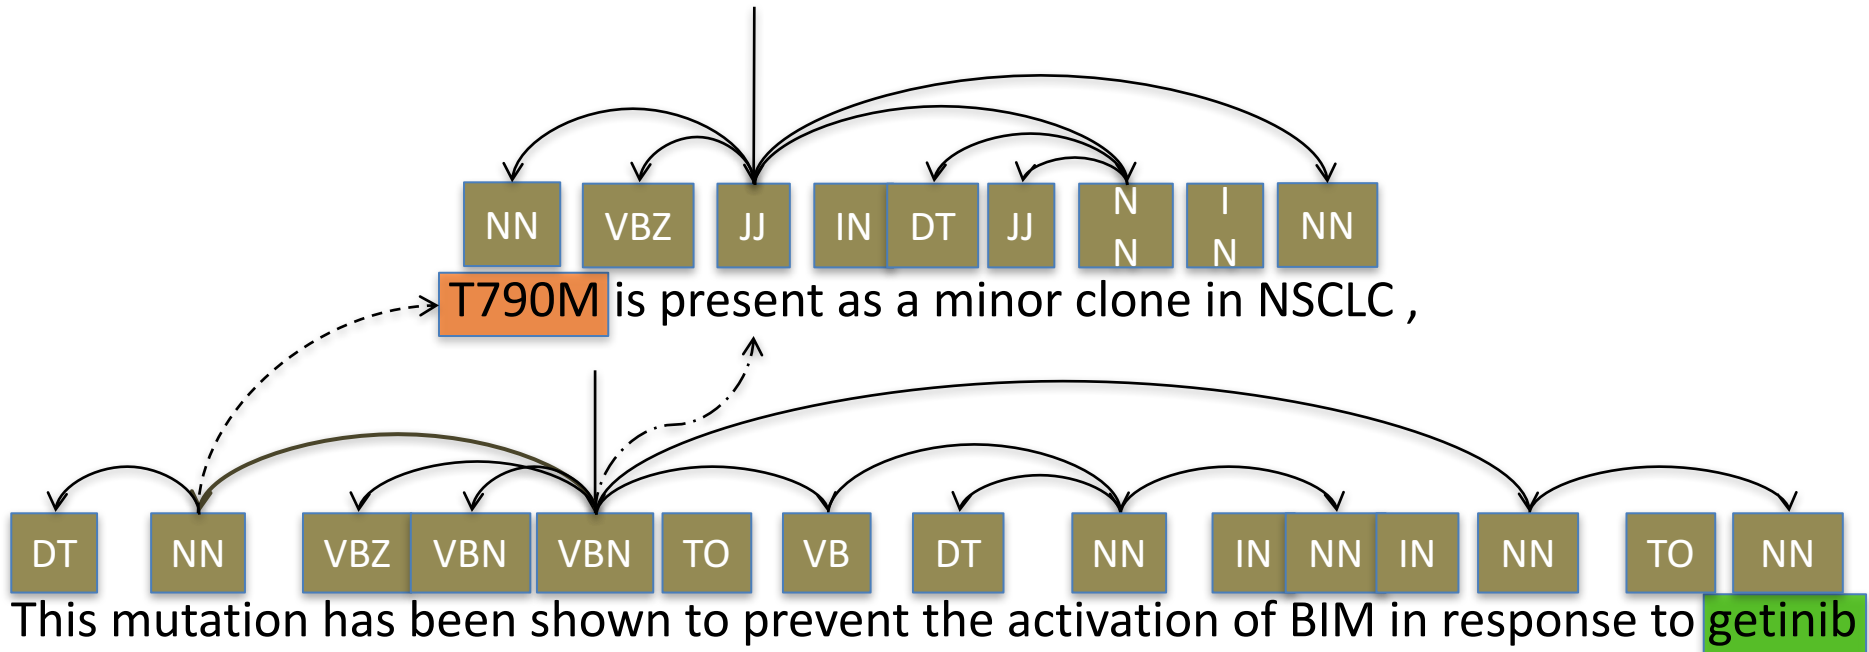 NN VBZ JJ IN DT JJ NN IN NN
T790M is present as a minor clone in NSCLC ,
DT NN VBZ VBN VBN TO VB DT NN IN NN IN NN TO NN
This mutation has been shown to prevent the activation of BIM in response to getinib